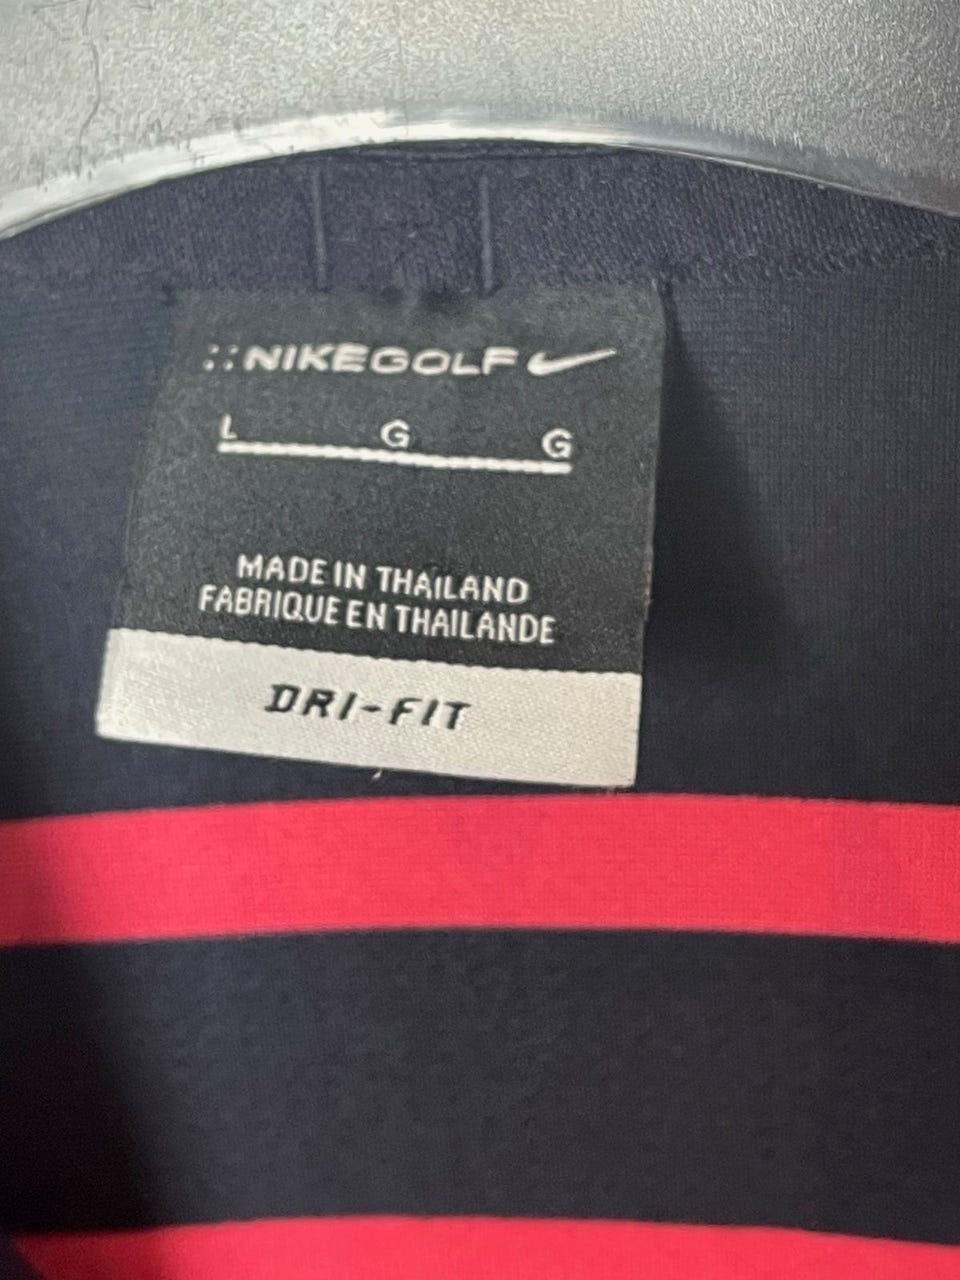 ::NIKEGOLF
L G G
MADE IN THAILAND
FABRIQUE EN THAILANDE
DRI-FIT